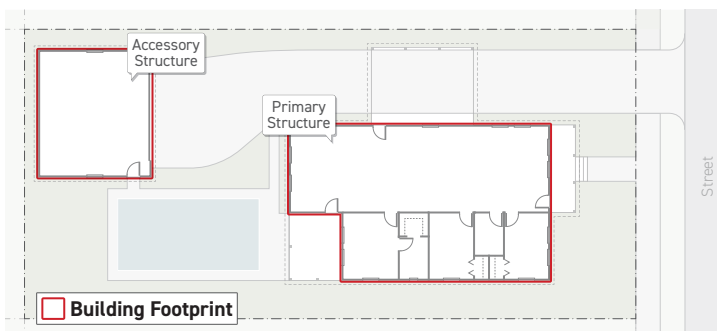 Accessory
Structure
Primary
Structure
Street
Building Footprint